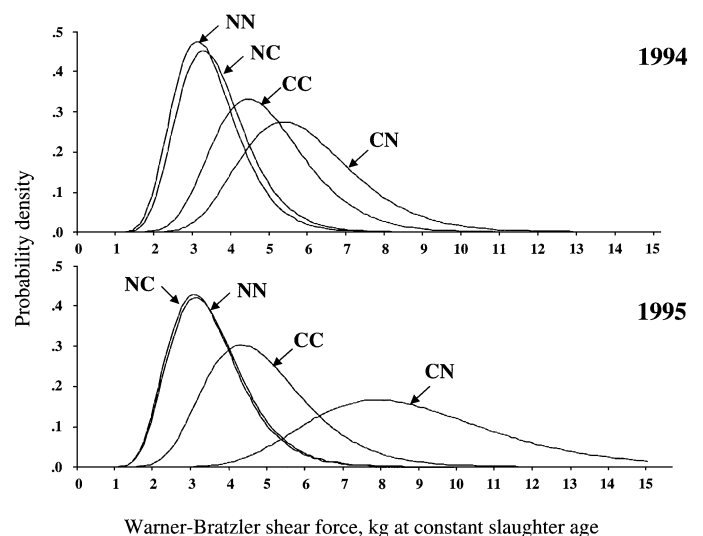 NN
NC
CC
CN
1994
.5
.4
.3
.2
.1
.0
0 1 2 3 4 5 6 7 8 9 10 11 12 13 14 15
Probability density
NC
NN
CC
CN
1995
.5
.4
.3
.2
.1
.0
0 1 2 3 4 5 6 7 8 9 10 11 12 13 14 15
Warner-Bratzler shear force, kg at constant slaughter age